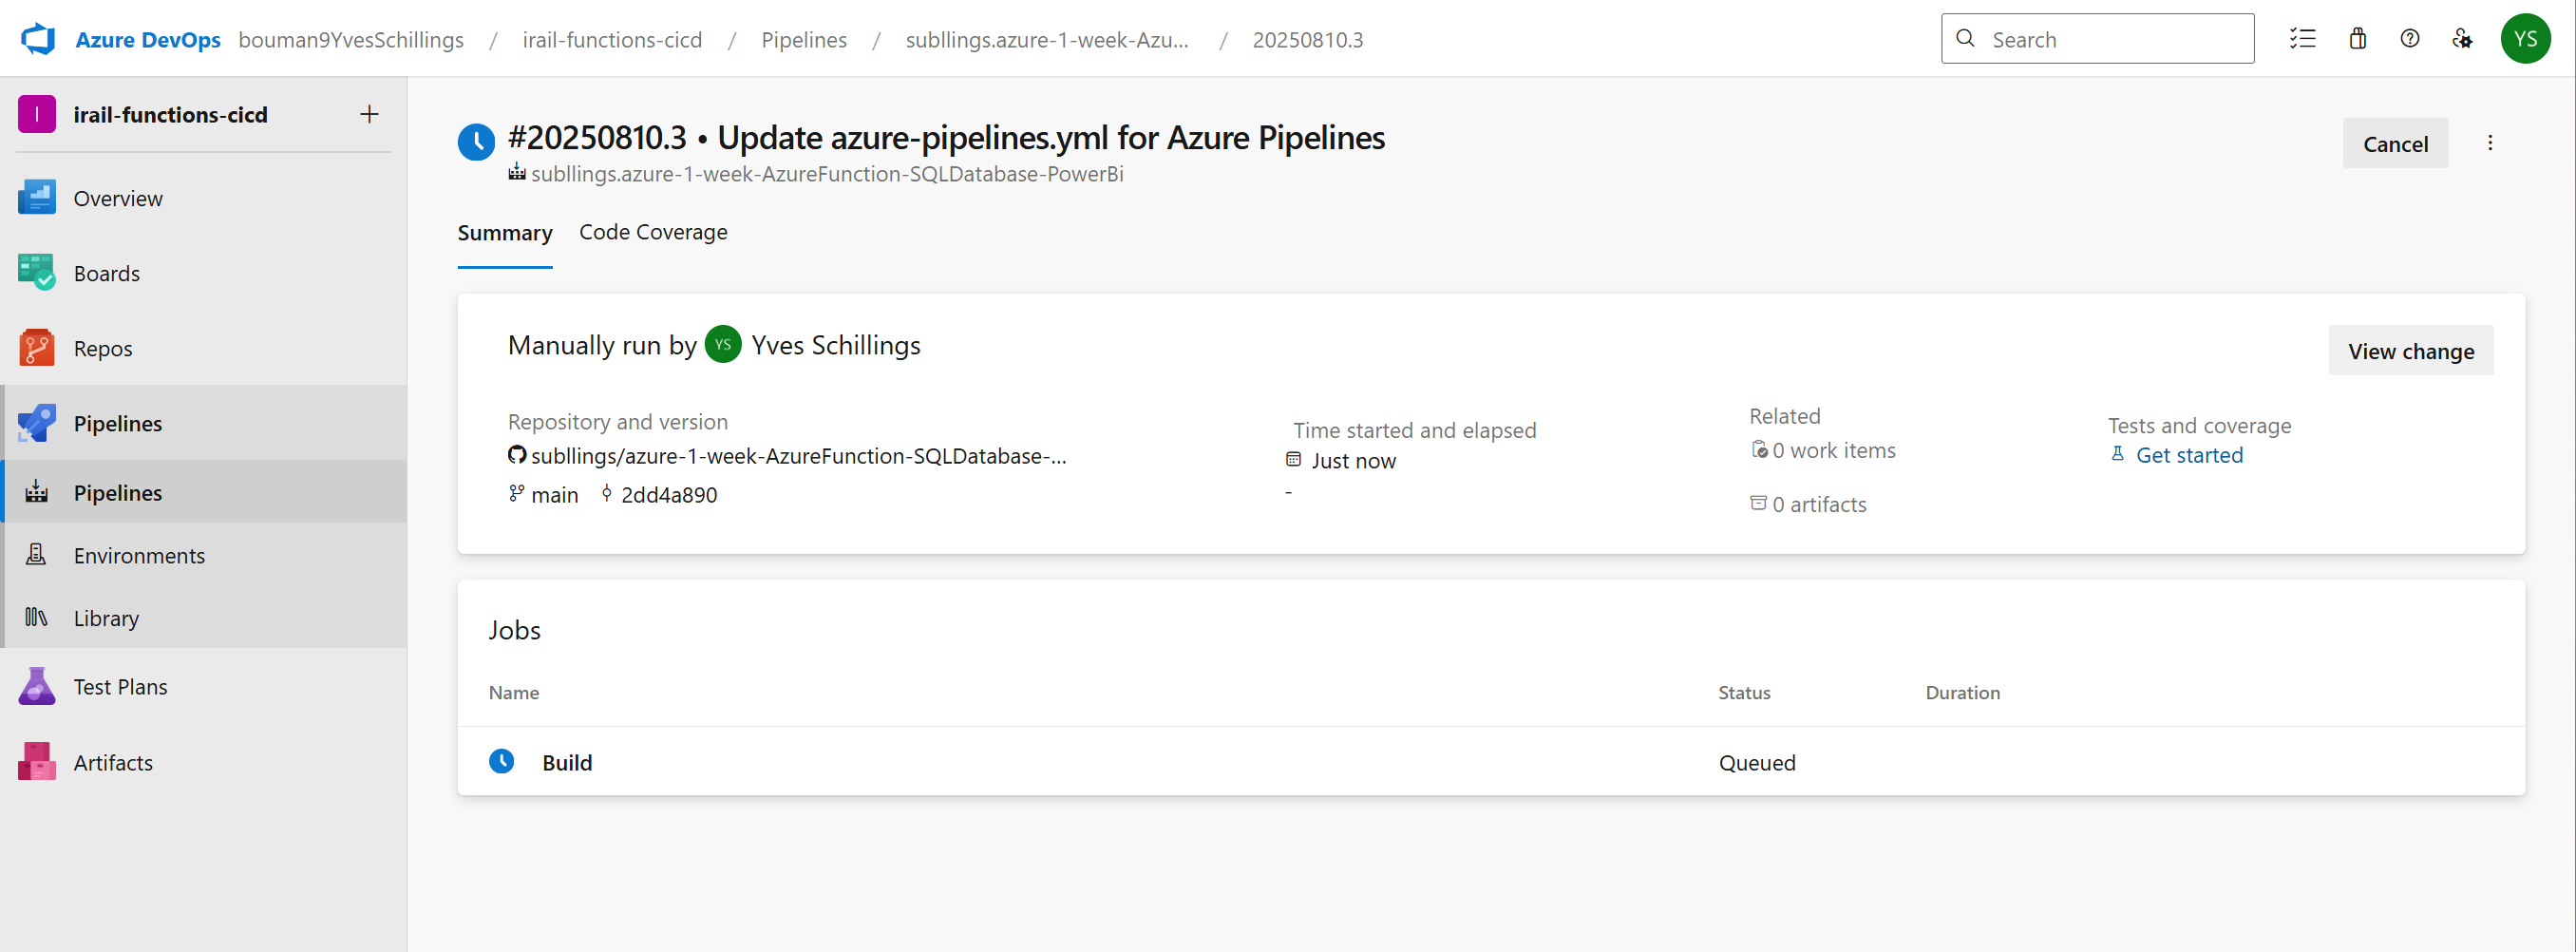 Azure DevOps bouman9YvesSchillings / irail-functions-cicd / Pipelines / subllings.azure-1-week-Azu... / 20250810.3 Search YS
I irail-functions-cicd +
Overview
Boards
Repos
Pipelines
Pipelines
Environments
Library
Test Plans
Artifacts
#20250810.3 • Update azure-pipelines.yml for Azure Pipelines
subllings.azure-1-week-AzureFunction-SQLDatabase-PowerBi
Cancel
Summary Code Coverage
Manually run by YS Yves Schillings
View change
Repository and version
subllings/azure-1-week-AzureFunction-SQLDatabase-...
main 2dd4a890
Time started and elapsed
Just now
-
Related
0 work items
0 artifacts
Tests and coverage
Get started
Jobs
Name Status Duration
Build Queued